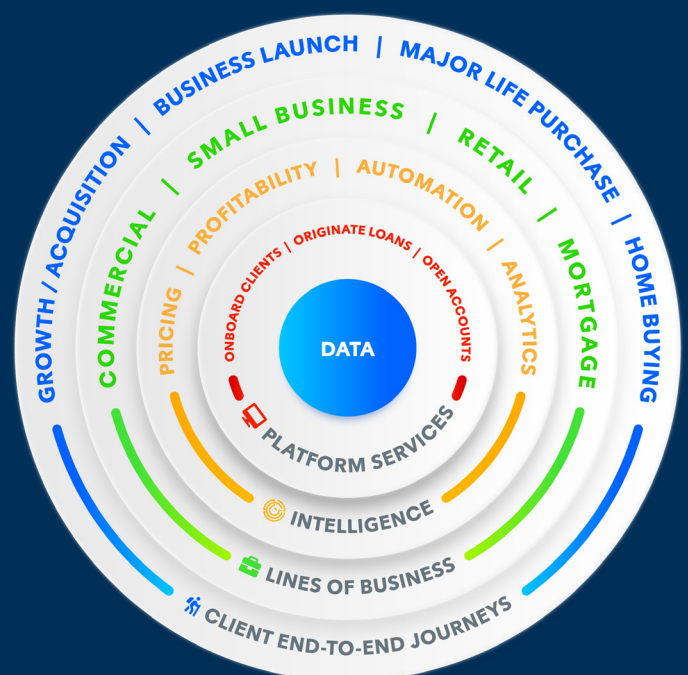 GROWTH / ACQUISITION | BUSINESS LAUNCH | MAJOR LIFE PURCHASE | HOME BUYING
COMMERCIAL | SMALL BUSINESS | RETAIL | MORTGAGE
PRICING | PROFITABILITY | AUTOMATION | ANALYTICS
ONBOARD CLIENTS | ORIGINATE LOANS | OPEN ACCOUNTS
DATA
PLATFORM SERVICES
INTELLIGENCE
LINES OF BUSINESS
CLIENT END-TO-END JOURNEYS